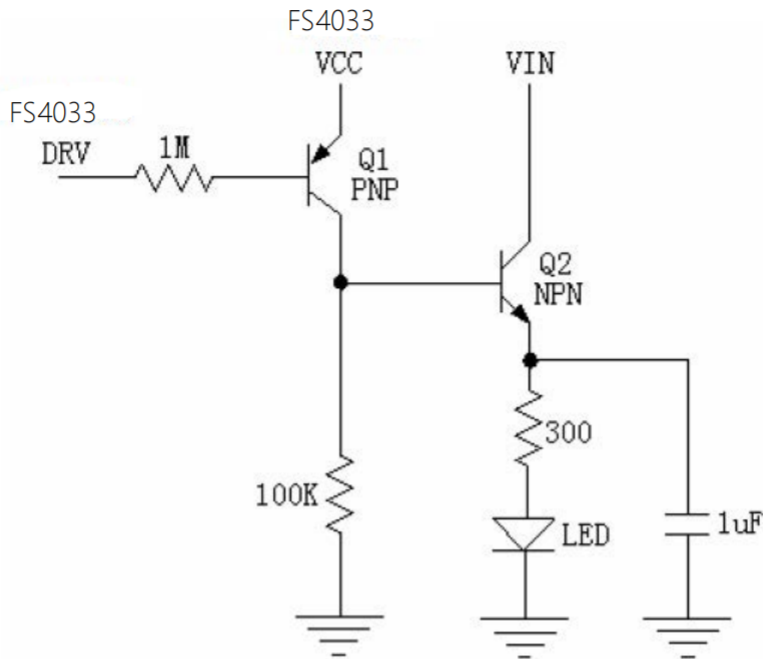 FS4033
VCC
VIN
FS4033
DRV
1M
Q1
PNP
Q2
NPN
300
100K
LED
1uF